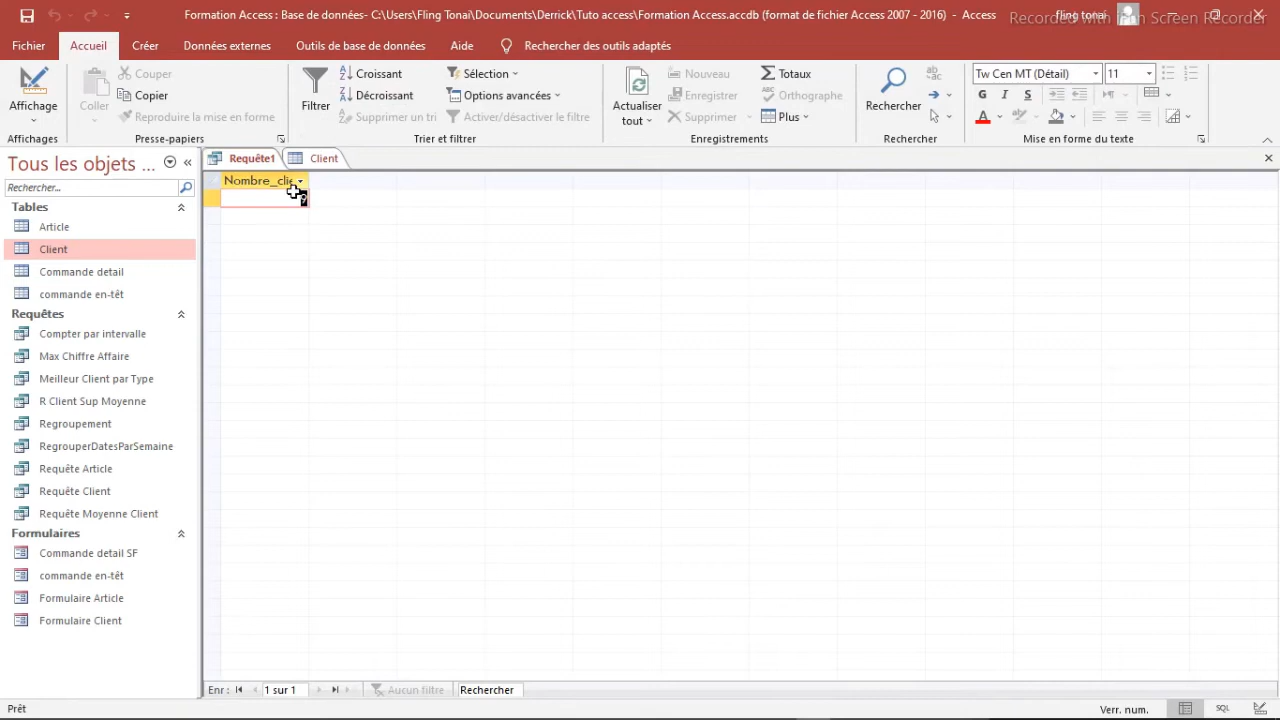 Formation Access : Base de données- C:\Users\Fling Tonai\Documents\Derrick\Tuto access\Formation Access.accdb (format de fichier Access 2007 - 2016) - Access
fling tonai
Recorded with Screen Recorder
Fichier Accueil Créer Données externes Outils de base de données Aide Rechercher des outils adaptés
Affichage
Affichages
Coller
Couper
Copier
Reproduire la mise en forme
Presse-papiers
Filtrer
Croissant
Décroissant
Supprimer un tri
Sélection
Options avancées
Activer/désactiver le filtre
Trier et filtrer
Actualiser
tout
Nouveau
Enregistrer
Supprimer
Totaux
Orthographe
Plus
Enregistrements
Rechercher
Rechercher
Tw Cen MT (Détail) 11
G I S
Mise en forme du texte
Tous les objets ...
Rechercher...
Tables
Article
Client
Commande detail
commande en-têt
Requêtes
Compter par intervalle
Max Chiffre Affaire
Meilleur Client par Type
R Client Sup Moyenne
Regroupement
RegrouperDatesParSemaine
Requête Article
Requête Client
Requête Moyenne Client
Formulaires
Commande detail SF
commande en-têt
Formulaire Article
Formulaire Client
Requête1 Client
Nombre_clie
9
Enr : 1 sur 1 Aucun filtre Rechercher
Prêt
Verr. num. SQL